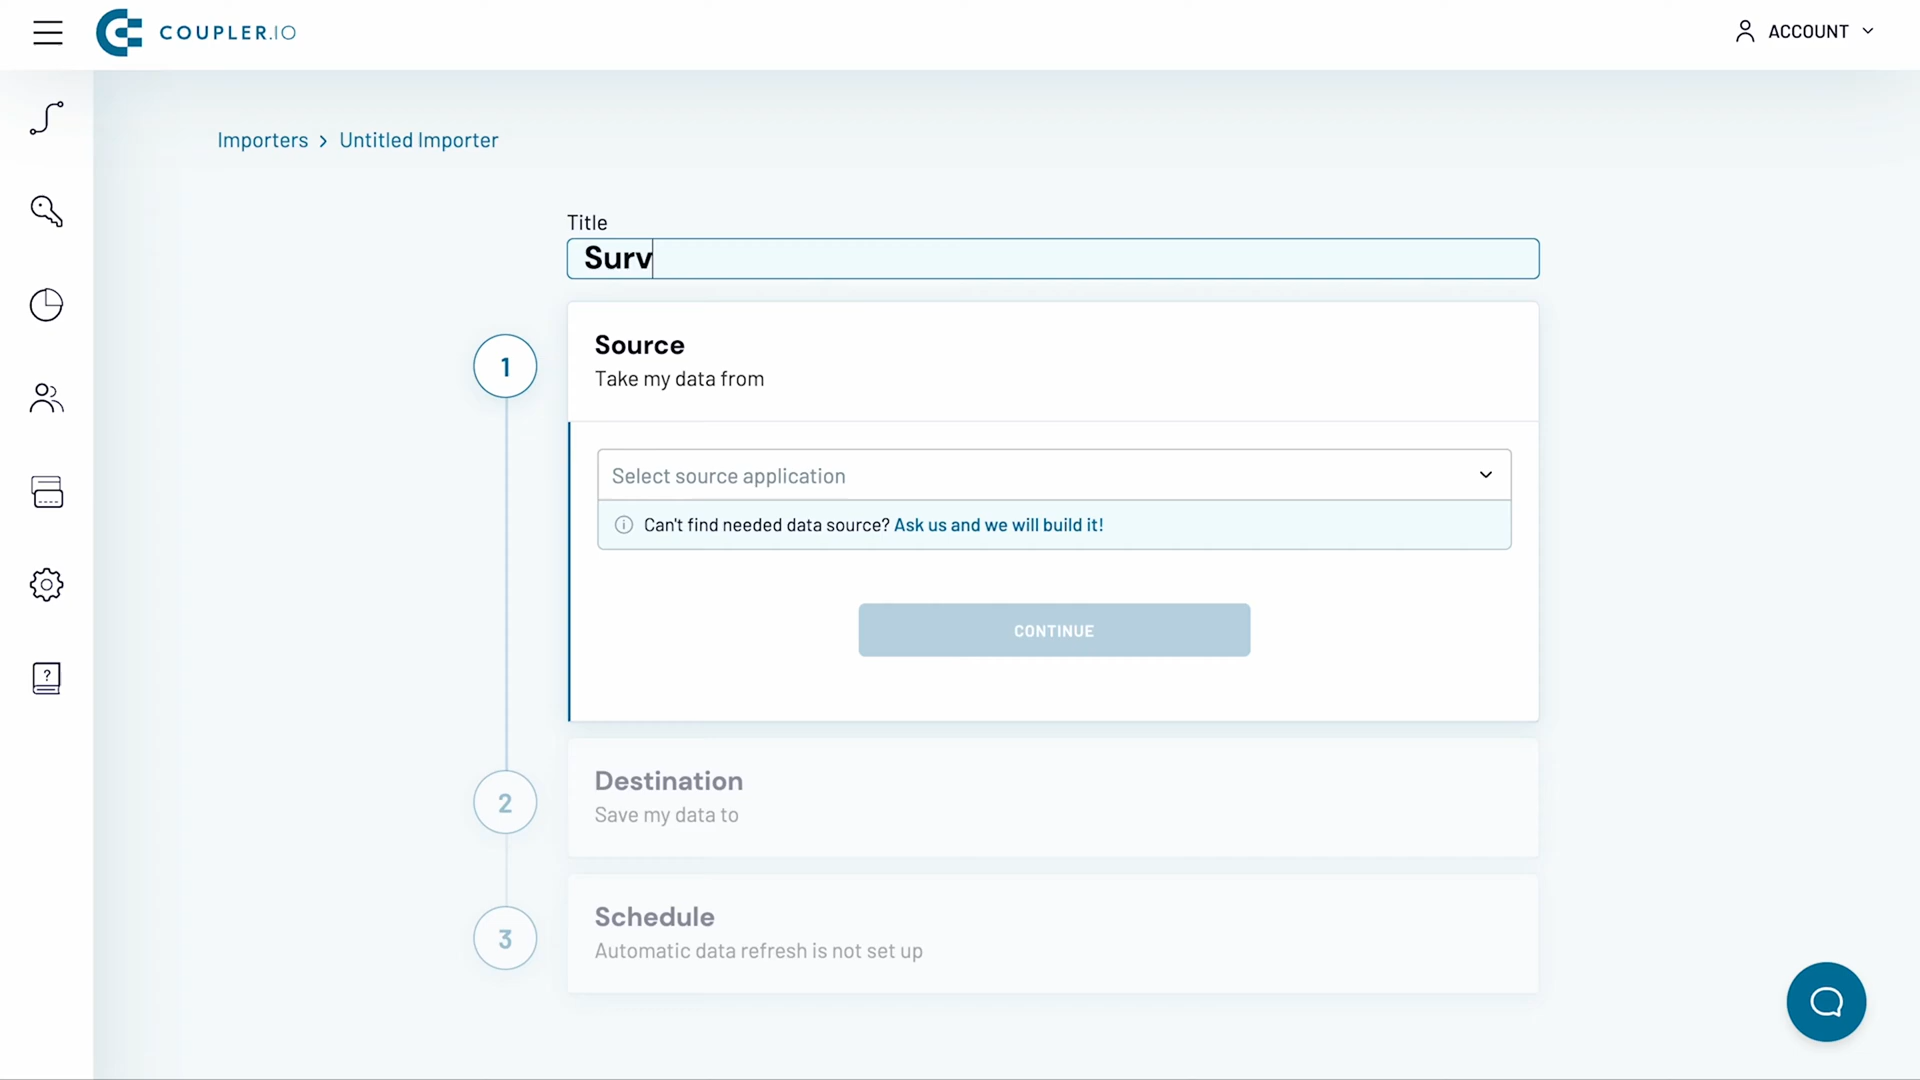 COUPLER.IO
ACCOUNT
Importers > Untitled Importer
Title
Surv
1
Source
Take my data from
Select source application
Can't find needed data source? Ask us and we will build it!
CONTINUE
2
Destination
Save my data to
3
Schedule
Automatic data refresh is not set up
?